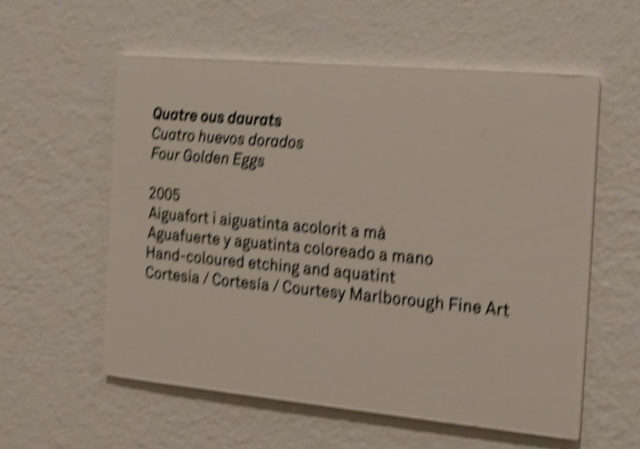 Quatre ous daurats
Cuatro huevos dorados
Four Golden Eggs
2005
Aiguafort i aiguatinta acolorit a mà
Aguafuerte y aguatinta coloreado a mano
Hand-coloured etching and aquatint
Cortesia / Cortesía / Courtesy Marlborough Fine Art